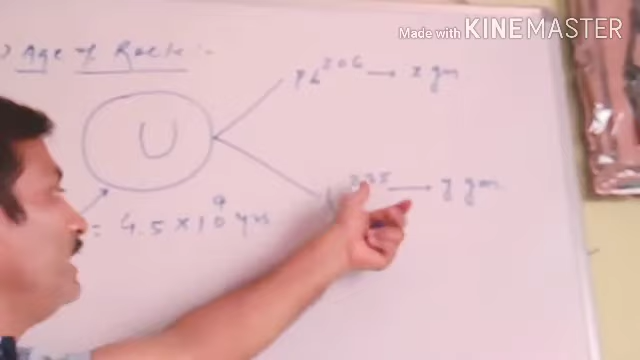 Made with KINEMASTER
Age of Rock :-
Pb²⁰⁶ → x gm
U
→ y gm
= 4.5 × 10⁹ yrs